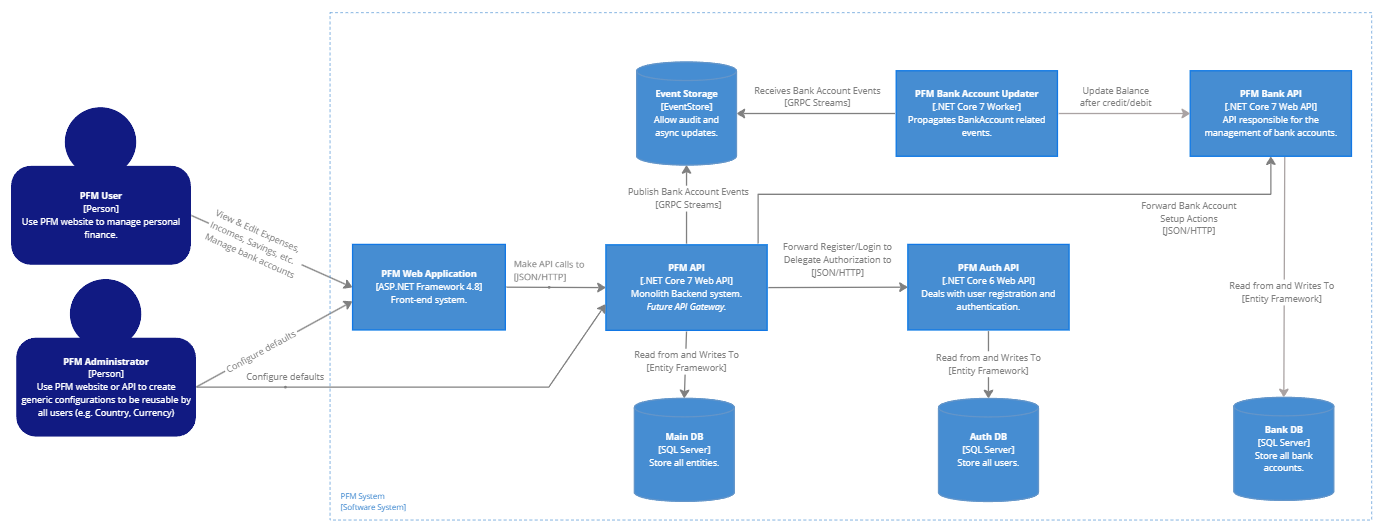 Event Storage
[EventStore]
Allow audit and
async updates.
Receives Bank Account Events
[GRPC Streams]
PFM Bank Account Updater
[.NET Core 7 Worker]
Propagates BankAccount related
events.
Update Balance
after credit/debit
PFM Bank API
[.NET Core 7 Web API]
API responsible for the
management of bank accounts.
PFM User
[Person]
Use PFM website to manage personal
finance.
View & Edit Expenses,
Incomes, Savings, etc.
Manage bank accounts
Publish Bank Account Events
[GRPC Streams]
Forward Bank Account
Setup Actions
[JSON/HTTP]
PFM Web Application
[ASP.NET Framework 4.8]
Front-end system.
Make API calls to
[JSON/HTTP]
PFM API
[.NET Core 7 Web API]
Monolith Backend system.
Future API Gateway.
Forward Register/Login to
Delegate Authorization to
[JSON/HTTP]
PFM Auth API
[.NET Core 6 Web API]
Deals with user registration and
authentication.
Read from and Writes To
[Entity Framework]
PFM Administrator
[Person]
Use PFM website or API to create
generic configurations to be reusable by
all users (e.g. Country, Currency)
Configure defaults
Configure defaults
Read from and Writes To
[Entity Framework]
Read from and Writes To
[Entity Framework]
Main DB
[SQL Server]
Store all entities.
Auth DB
[SQL Server]
Store all users.
Bank DB
[SQL Server]
Store all bank
accounts.
PFM System
[Software System]